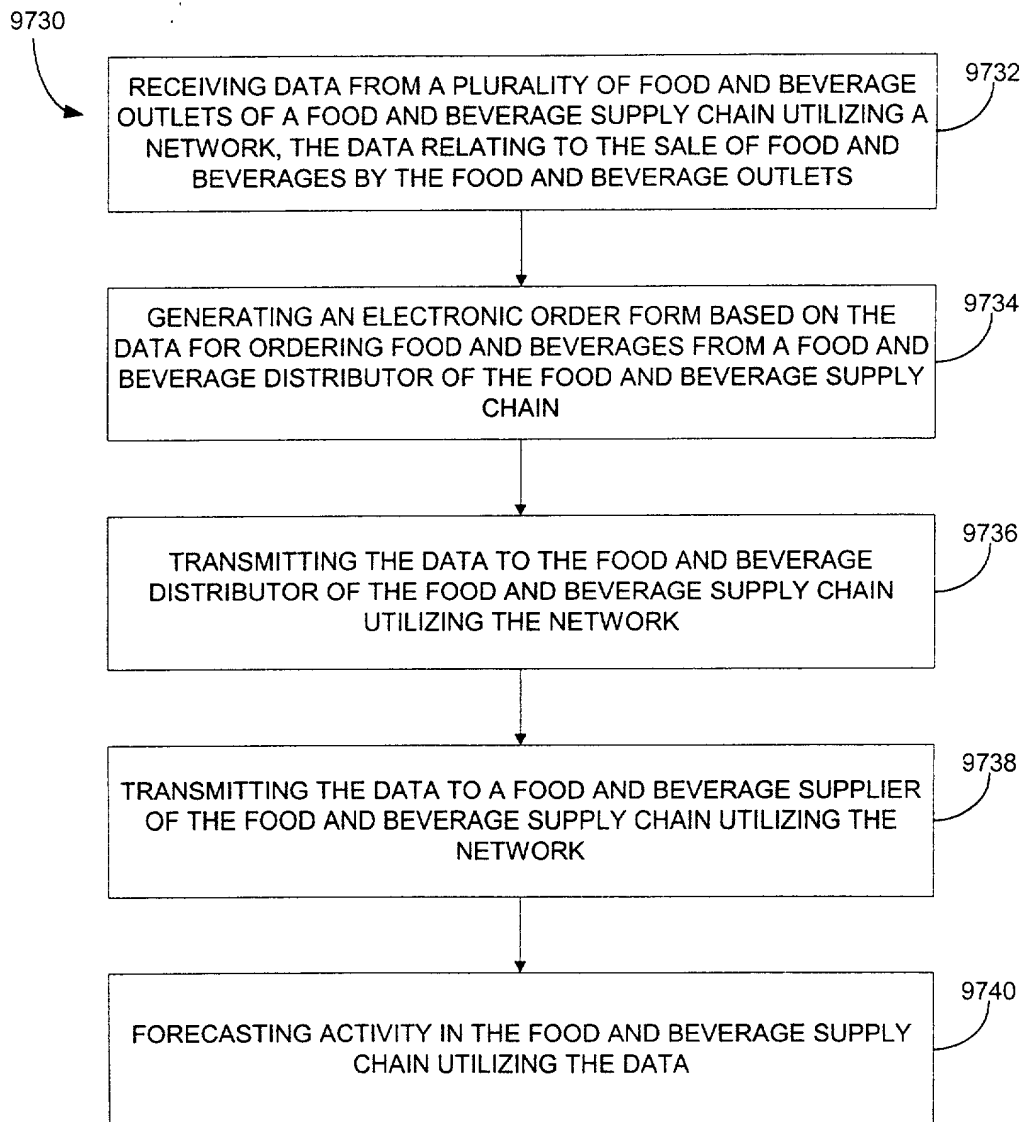 9730
9732
RECEIVING DATA FROM A PLURALITY OF FOOD AND BEVERAGE
OUTLETS OF A FOOD AND BEVERAGE SUPPLY CHAIN UTILIZING A
NETWORK, THE DATA RELATING TO THE SALE OF FOOD AND
BEVERAGES BY THE FOOD AND BEVERAGE OUTLETS
9734
GENERATING AN ELECTRONIC ORDER FORM BASED ON THE
DATA FOR ORDERING FOOD AND BEVERAGES FROM A FOOD AND
BEVERAGE DISTRIBUTOR OF THE FOOD AND BEVERAGE SUPPLY
CHAIN
9736
TRANSMITTING THE DATA TO THE FOOD AND BEVERAGE
DISTRIBUTOR OF THE FOOD AND BEVERAGE SUPPLY CHAIN
UTILIZING THE NETWORK
9738
TRANSMITTING THE DATA TO A FOOD AND BEVERAGE SUPPLIER
OF THE FOOD AND BEVERAGE SUPPLY CHAIN UTILIZING THE
NETWORK
9740
FORECASTING ACTIVITY IN THE FOOD AND BEVERAGE SUPPLY
CHAIN UTILIZING THE DATA